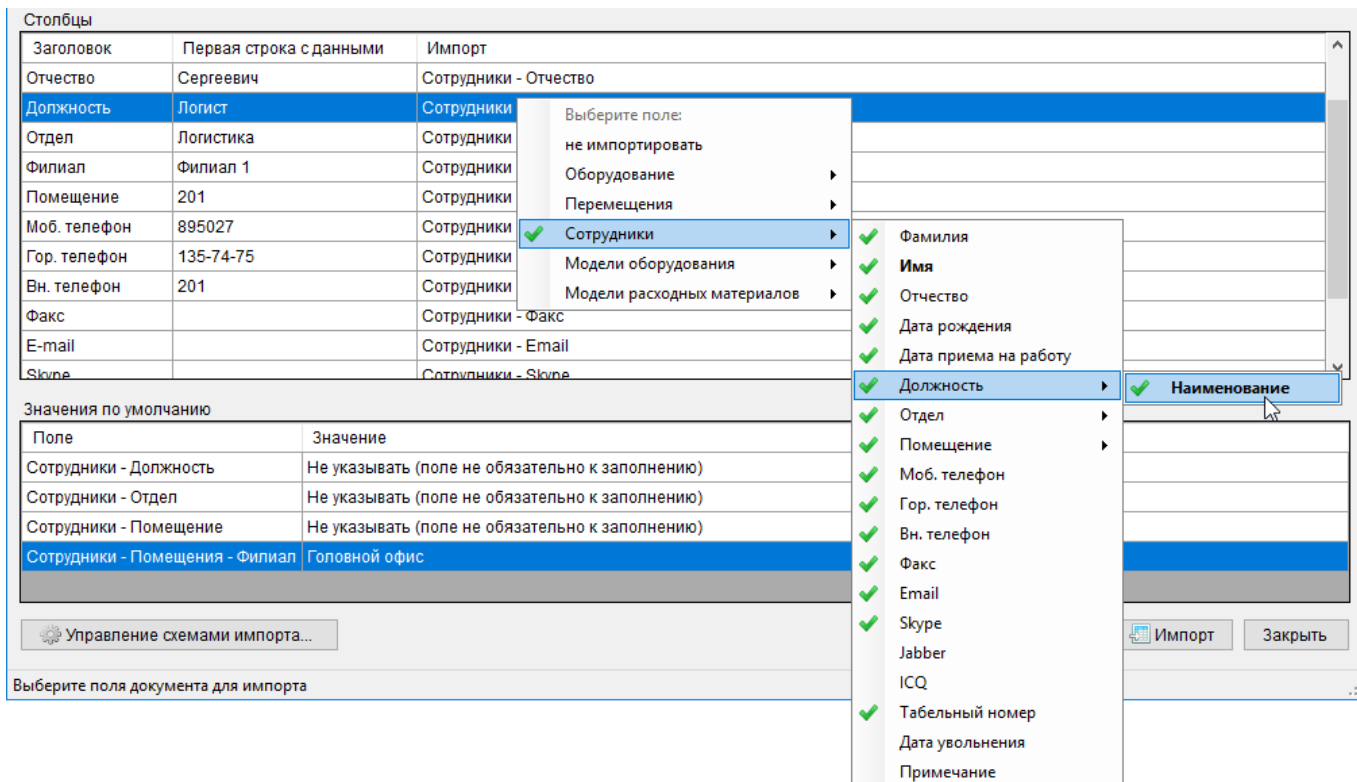 Столбцы
Заголовок Первая строка с данными Импорт
Отчество Сергеевич Сотрудники - Отчество
Должность Логист Сотрудники
Отдел Логистика Сотрудники
Филиал Филиал 1 Сотрудники
Помещение 201 Сотрудники
Моб. телефон 895027 Сотрудники
Гор. телефон 135-74-75 Сотрудники
Вн. телефон 201 Сотрудники
Факс Сотрудники - Факс
E-mail Сотрудники - Email
Skype Сотрудники - Skype
Выберите поле:
не импортировать
Оборудование
Перемещения
Сотрудники
Модели оборудования
Модели расходных материалов
Фамилия
Имя
Отчество
Дата рождения
Дата приема на работу
Должность
Отдел
Помещение
Моб. телефон
Гор. телефон
Вн. телефон
Факс
Email
Skype
Jabber
ICQ
Табельный номер
Дата увольнения
Примечание
Наименование
Значения по умолчанию
Поле Значение
Сотрудники - Должность Не указывать (поле не обязательно к заполнению)
Сотрудники - Отдел Не указывать (поле не обязательно к заполнению)
Сотрудники - Помещение Не указывать (поле не обязательно к заполнению)
Сотрудники - Помещения - Филиал Головной офис
Управление схемами импорта... Импорт Закрыть
Выберите поля документа для импорта